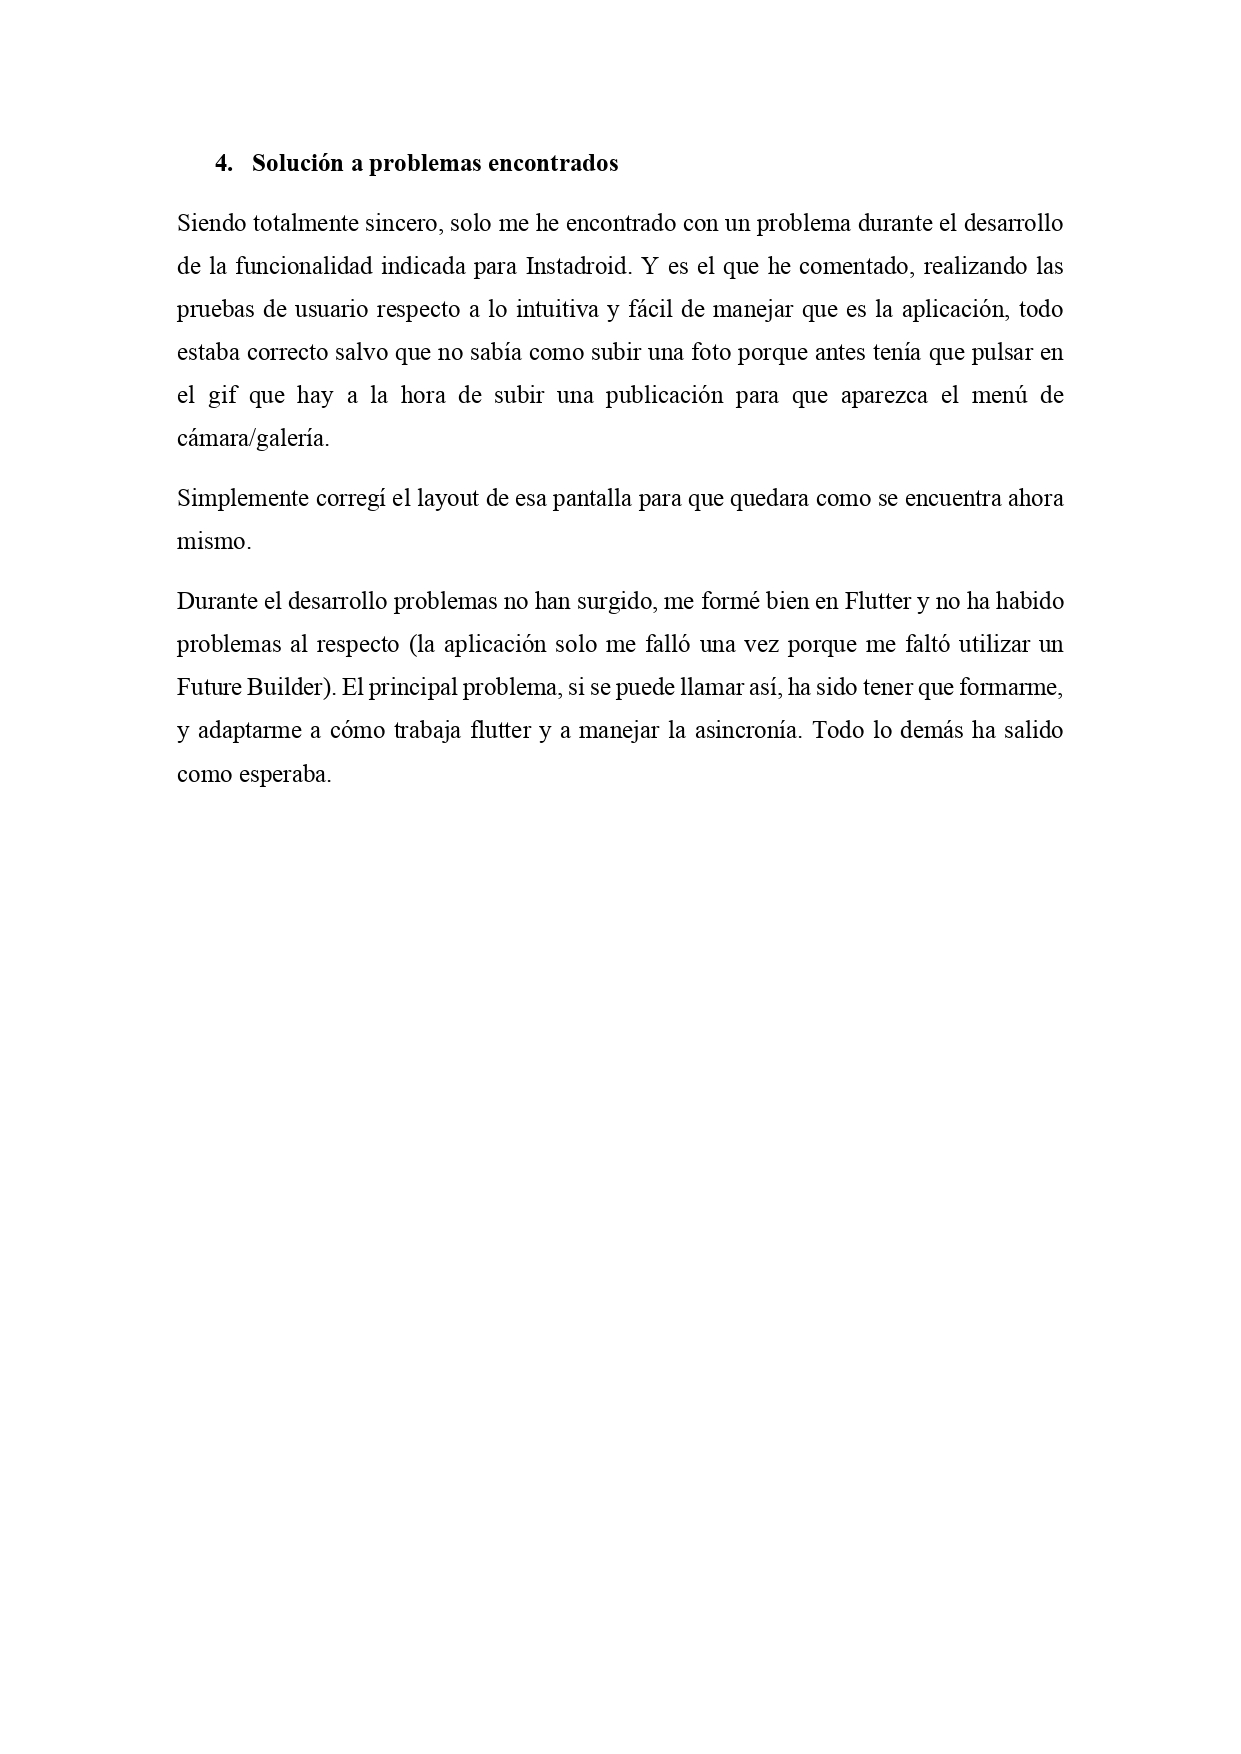 4. Solución a problemas encontrados
Siendo totalmente sincero, solo me he encontrado con un problema durante el desarrollo
de la funcionalidad indicada para Instadroid. Y es el que he comentado, realizando las
pruebas de usuario respecto a lo intuitiva y fácil de manejar que es la aplicación, todo
estaba correcto salvo que no sabía como subir una foto porque antes tenía que pulsar en
el gif que hay a la hora de subir una publicación para que aparezca el menú de
cámara/galería.
Simplemente corregí el layout de esa pantalla para que quedara como se encuentra ahora
mismo.
Durante el desarrollo problemas no han surgido, me formé bien en Flutter y no ha habido
problemas al respecto (la aplicación solo me falló una vez porque me faltó utilizar un
Future Builder). El principal problema, si se puede llamar así, ha sido tener que formarme,
y adaptarme a cómo trabaja flutter y a manejar la asincronía. Todo lo demás ha salido
como esperaba.